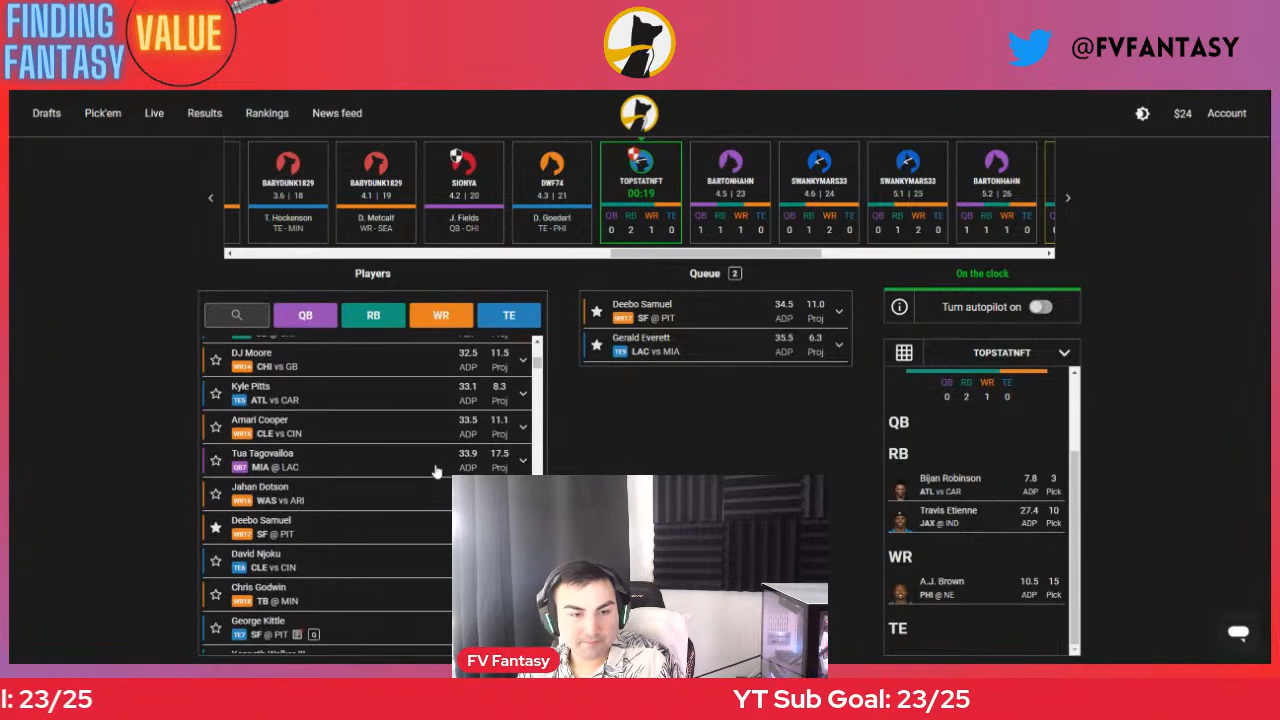 FINDING
FANTASY
VALUE
@FVFANTASY
Drafts
Pick'em
Live
Results
Rankings
News feed
$24
Account
BABYDUNK1829
3.6 | 18
T. Hockenson
TE - MIN
BABYDUNK1829
4.1 | 19
D. Metcalf
WR - SEA
SIONYA
4.2 | 20
J. Fields
QB - CHI
DWF74
4.3 | 21
D. Goedert
TE - PHI
TOPSTATNFT
00:19
QB RB WR TE
0 2 1 0
BARTONHAHN
4.5 | 23
QB RB WR TE
1 1 1 0
SWANKYMARS33
4.6 | 24
QB RB WR TE
0 1 2 0
SWANKYMARS33
5.1 | 25
QB RB WR TE
0 1 2 0
BARTONHAHN
5.2 | 26
QB RB WR TE
1 1 1 0
Players
QB
RB
WR
TE
DJ Moore 32.5 11.5
WR14 CHI vs GB ADP Proj
Kyle Pitts 33.1 8.3
TE5 ATL vs CAR ADP Proj
Amari Cooper 33.5 11.1
WR15 CLE vs CIN ADP Proj
Tua Tagovailoa 33.9 17.5
QB7 MIA @ LAC ADP Proj
Jahan Dotson
WR16 WAS vs ARI
Deebo Samuel
WR17 SF @ PIT
David Njoku
TE6 CLE vs CIN
Chris Godwin
WR18 TB @ MIN
George Kittle
TE7 SF @ PIT Q
Queue 2
Deebo Samuel 34.5 11.0
WR17 SF @ PIT ADP Proj
Gerald Everett 35.5 6.3
TE9 LAC vs MIA ADP Proj
On the clock
Turn autopilot on
TOPSTATNFT
QB RB WR TE
0 2 1 0
QB
RB
Bijan Robinson 7.8 3
ATL vs CAR ADP Pick
Travis Etienne 27.4 10
JAX @ IND ADP Pick
WR
A.J. Brown 10.5 15
PHI @ NE ADP Pick
TE
FV Fantasy
l: 23/25
YT Sub Goal: 23/25